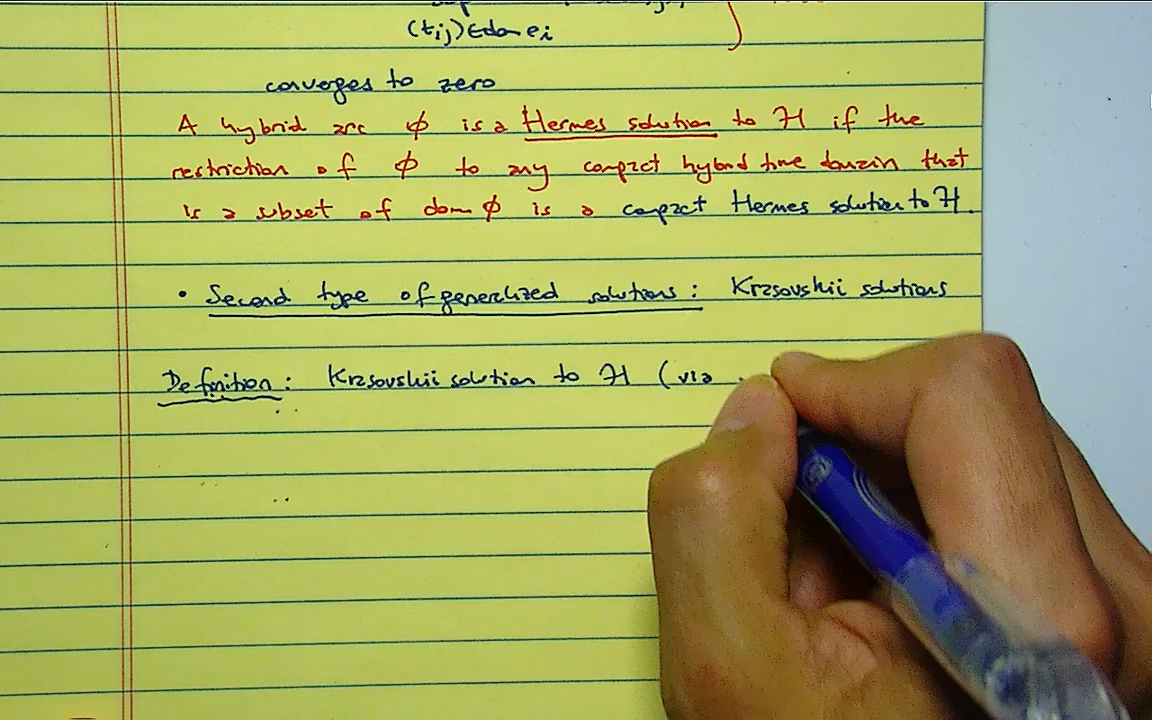 (t,j)∈dom e_i
converges to zero
A hybrid arc φ is a Hermes solution to H if the
restriction of φ to any compact hybrid time domain that
is a subset of dom φ is a compact Hermes solution to H.
• Second type of generalized solutions: Krasovskii solutions
Definition: Krasovskii solution to H (via